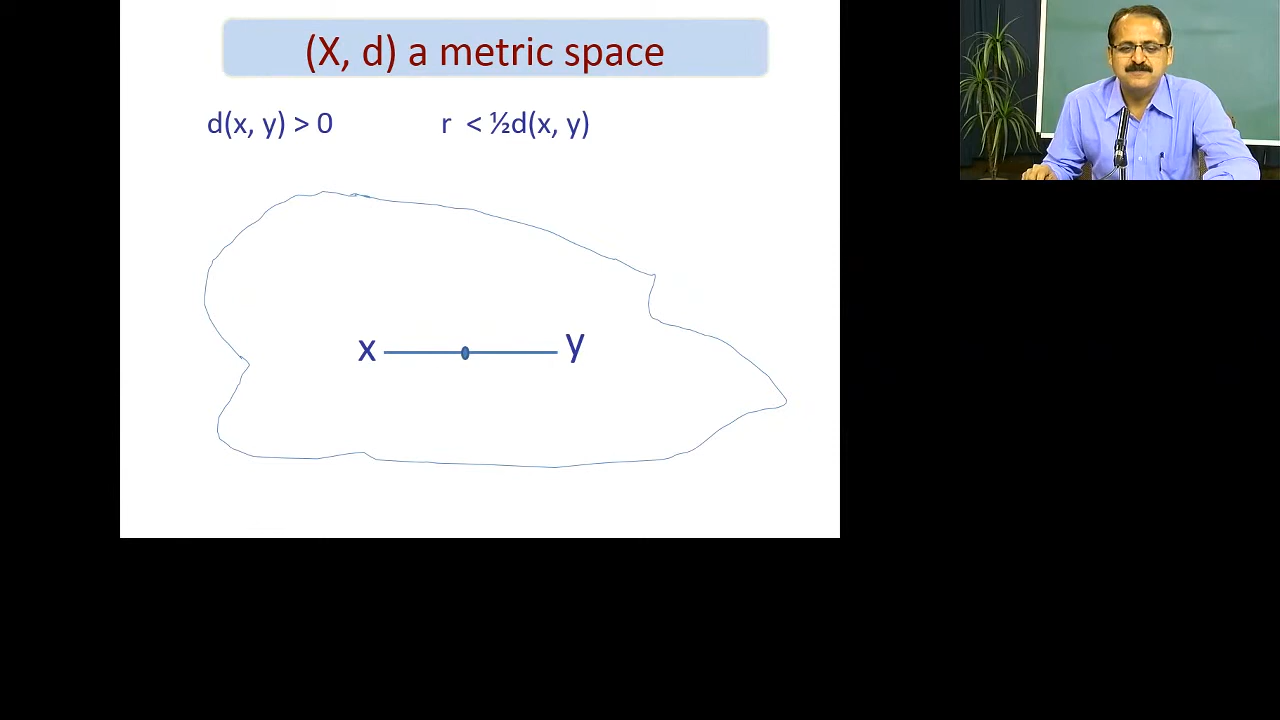 (X, d) a metric space
d(x, y) > 0 r < ½d(x, y)
x y